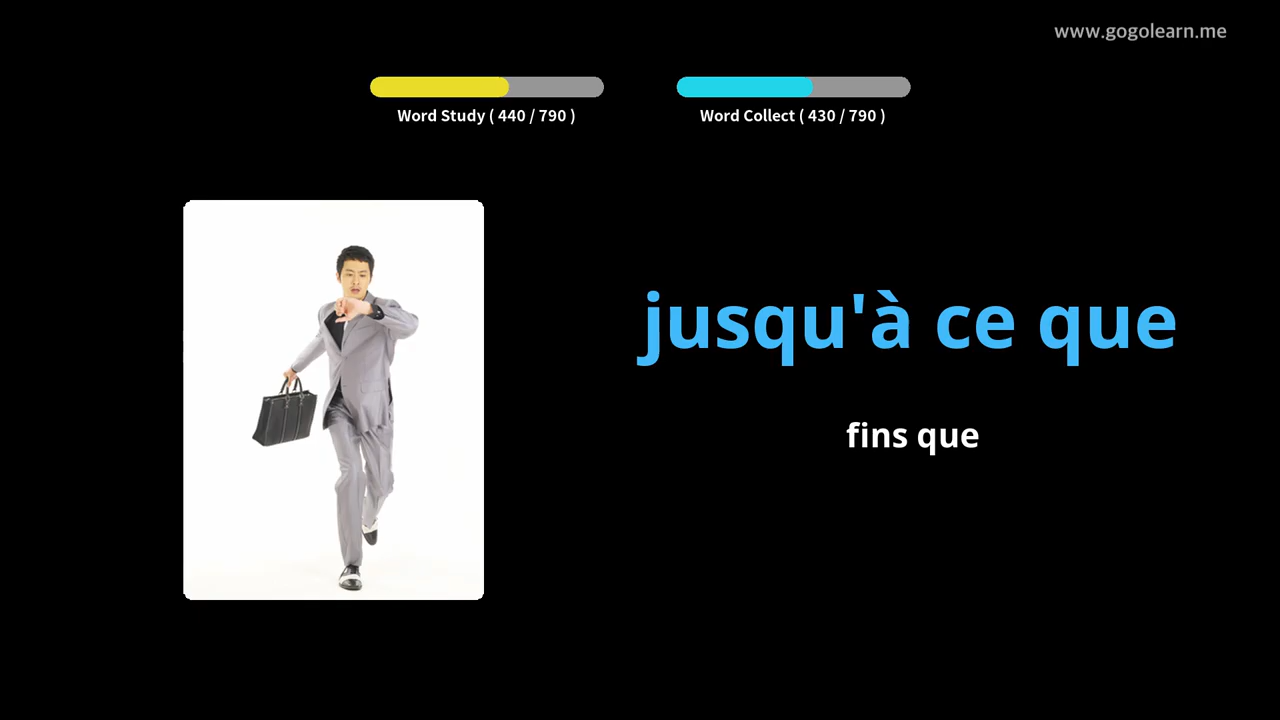 www.gogolearn.me
Word Study ( 440 / 790 )
Word Collect ( 430 / 790 )
jusqu'à ce que
fins que